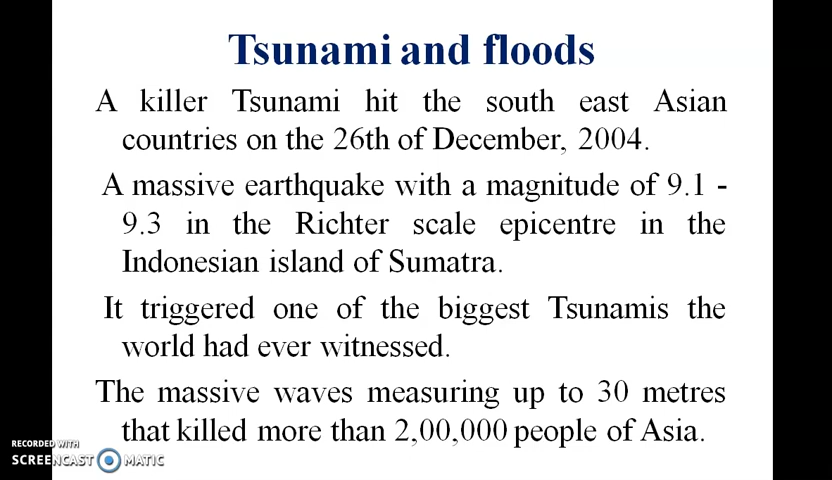 Tsunami and floods
A killer Tsunami hit the south east Asian
countries on the 26th of December, 2004.
A massive earthquake with a magnitude of 9.1 -
9.3 in the Richter scale epicentre in the
Indonesian island of Sumatra.
It triggered one of the biggest Tsunamis the
world had ever witnessed.
The massive waves measuring up to 30 metres
that killed more than 2,00,000 people of Asia.
RECORDED WITH
SCREENCAST MATIC